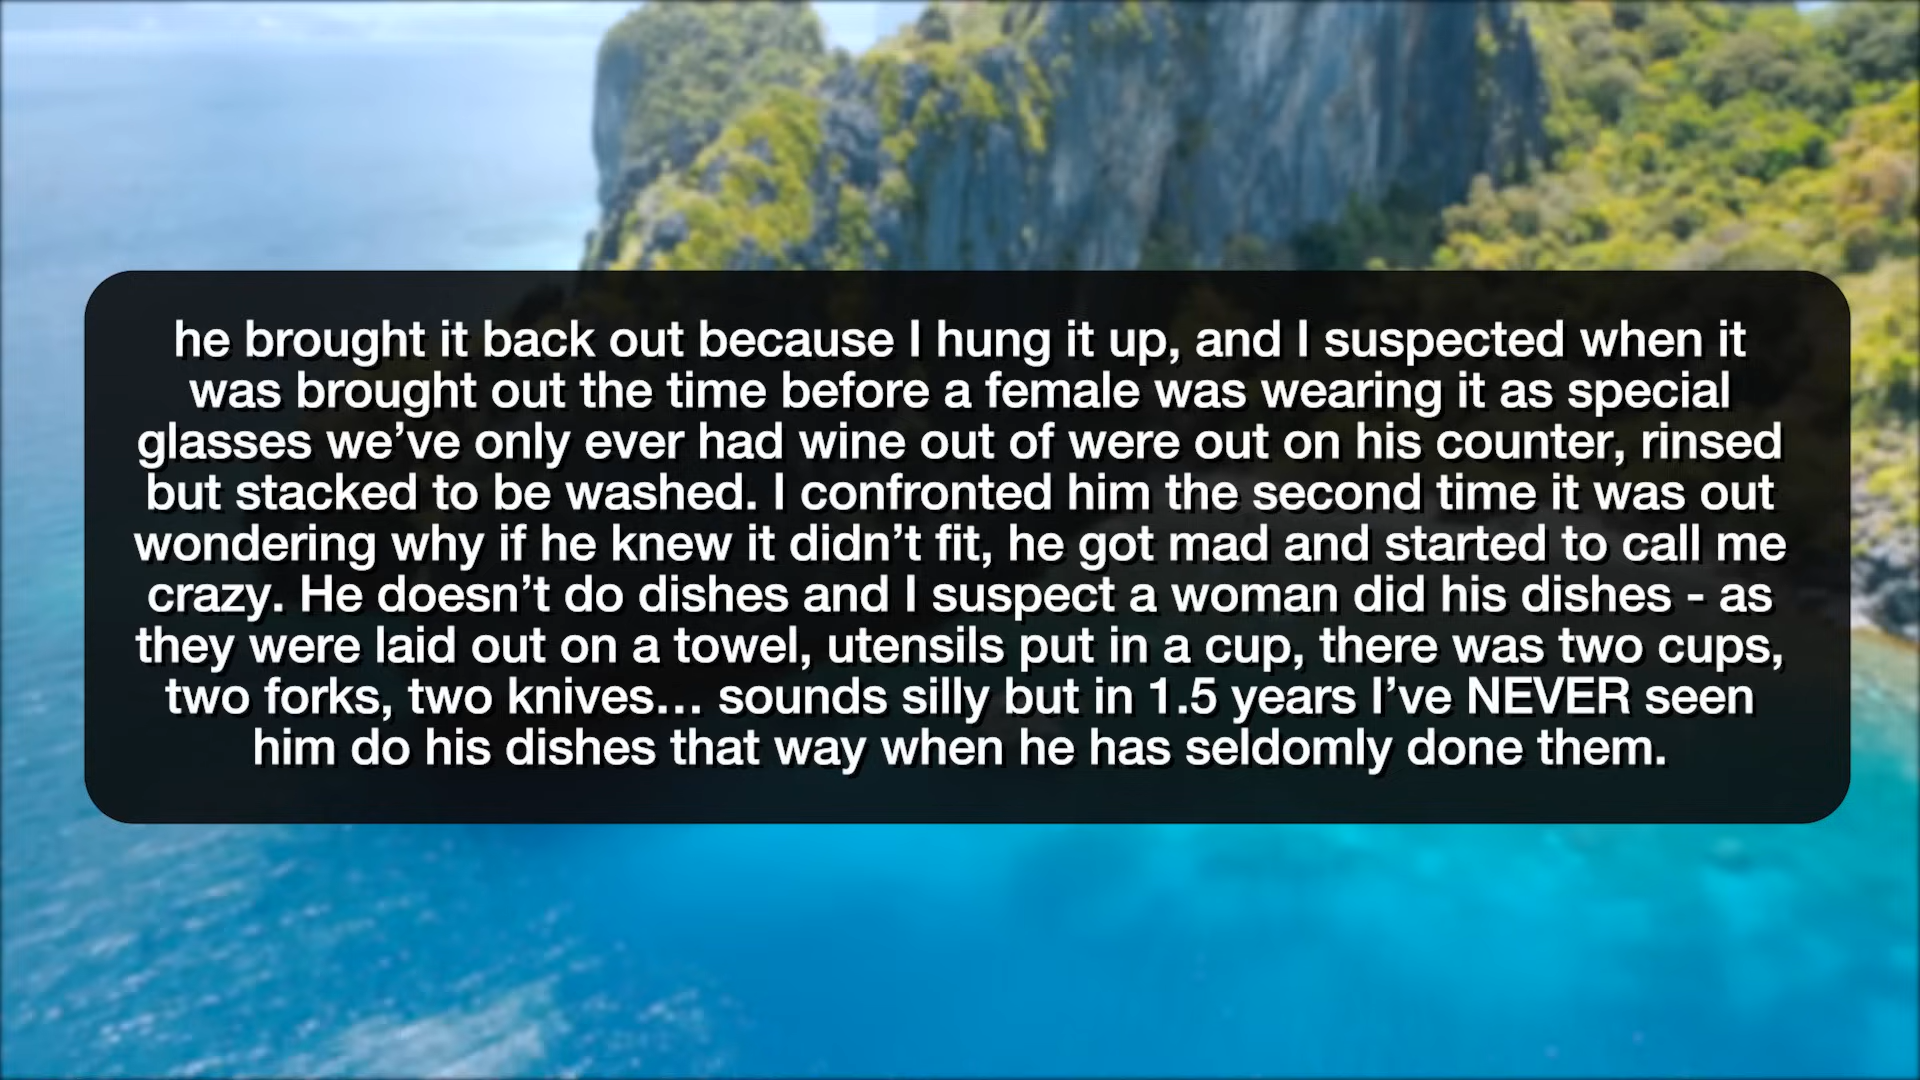 he brought it back out because I hung it up, and I suspected when it
was brought out the time before a female was wearing it as special
glasses we’ve only ever had wine out of were out on his counter, rinsed
but stacked to be washed. I confronted him the second time it was out
wondering why if he knew it didn’t fit, he got mad and started to call me
crazy. He doesn’t do dishes and I suspect a woman did his dishes - as
they were laid out on a towel, utensils put in a cup, there was two cups,
two forks, two knives… sounds silly but in 1.5 years I’ve NEVER seen
him do his dishes that way when he has seldomly done them.